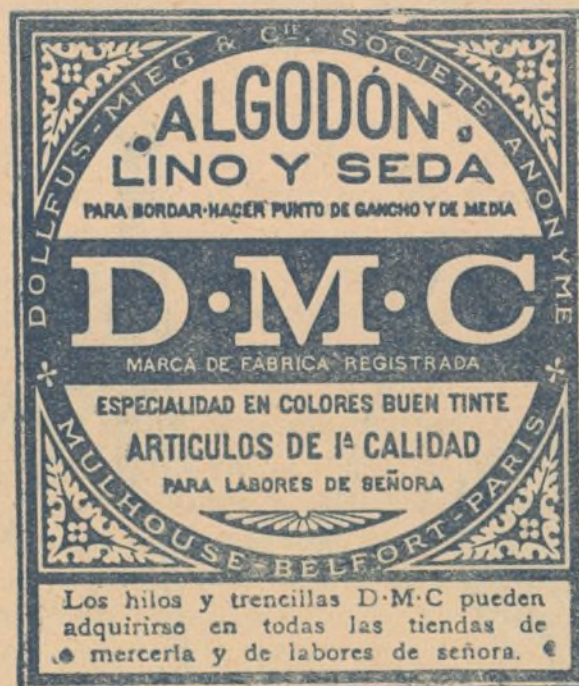 DOLLFUS-MIEG & CIE, SOCIETE ANONYME
ALGODÓN
LINO Y SEDA
PARA BORDAR·HACER PUNTO DE GANCHO Y DE MEDIA
D·M·C
MARCA DE FÁBRICA REGISTRADA
ESPECIALIDAD EN COLORES BUEN TINTE
ARTICULOS DE 1ª CALIDAD
PARA LABORES DE SEÑORA
MULHOUSE-BELFORT-PARIS
Los hilos y trencillas D·M·C pueden
adquirirse en todas las tiendas de
mercería y de labores de señora.